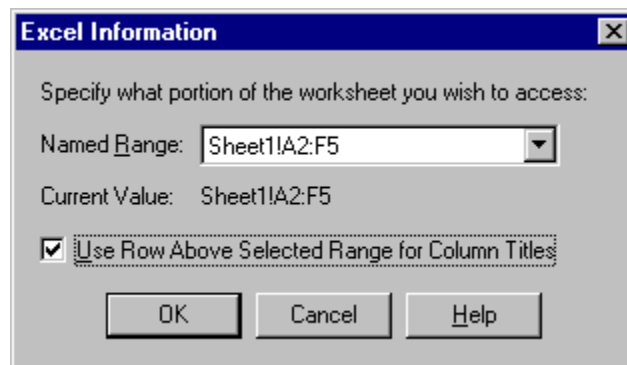 Excel Information
Specify what portion of the worksheet you wish to access:
Named Range: Sheet1!A2:F5
Current Value: Sheet1!A2:F5
Use Row Above Selected Range for Column Titles
OK Cancel Help